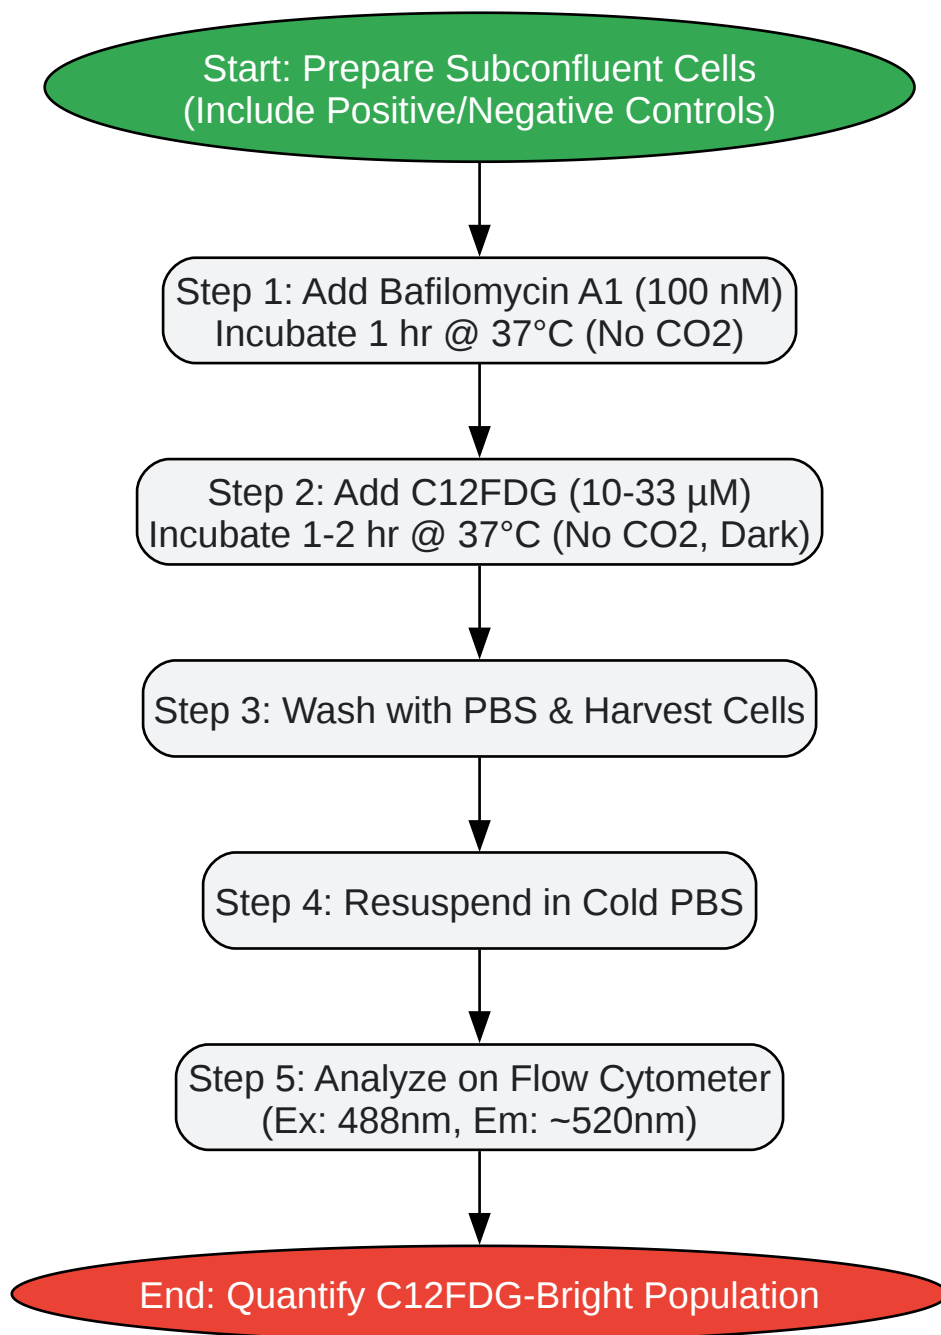 Start: Prepare Subconfluent Cells
(Include Positive/Negative Controls)
Step 1: Add Bafilomycin A1 (100 nM)
Incubate 1 hr @ 37°C (No CO2)
Step 2: Add C12FDG (10-33 µM)
Incubate 1-2 hr @ 37°C (No CO2, Dark)
Step 3: Wash with PBS & Harvest Cells
Step 4: Resuspend in Cold PBS
Step 5: Analyze on Flow Cytometer
(Ex: 488nm, Em: ~520nm)
End: Quantify C12FDG-Bright Population